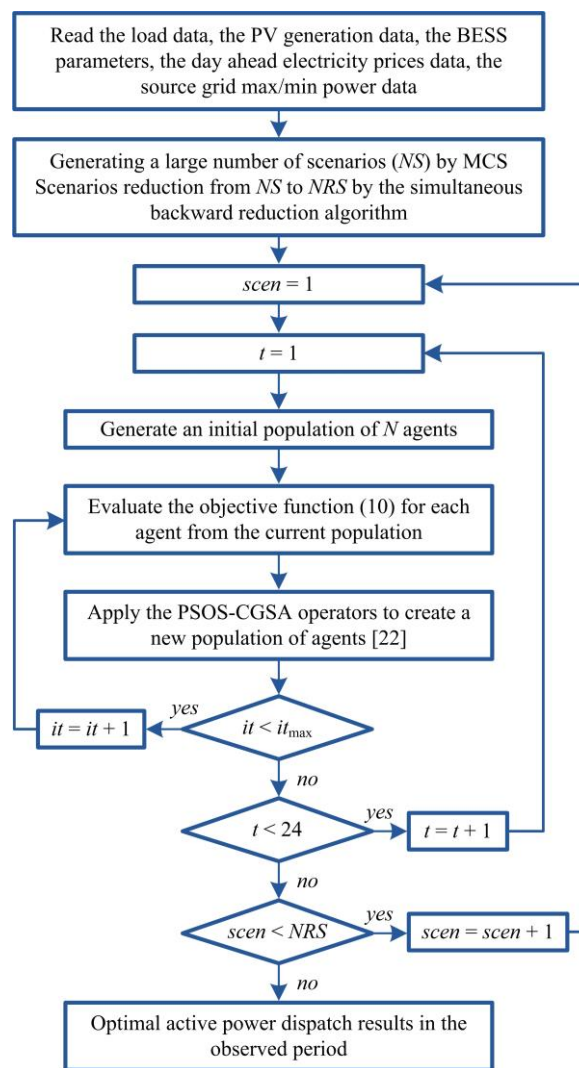 Read the load data, the PV generation data, the BESS
parameters, the day ahead electricity prices data, the
source grid max/min power data
Generating a large number of scenarios (NS) by MCS
Scenarios reduction from NS to NRS by the simultaneous
backward reduction algorithm
scen = 1
t = 1
Generate an initial population of N agents
Evaluate the objective function (10) for each
agent from the current population
Apply the PSOS-CGSA operators to create a
new population of agents [22]
it = it + 1
yes
it < itmax
no
t < 24
yes
t = t + 1
no
scen < NRS
yes
scen = scen + 1
no
Optimal active power dispatch results in the
observed period